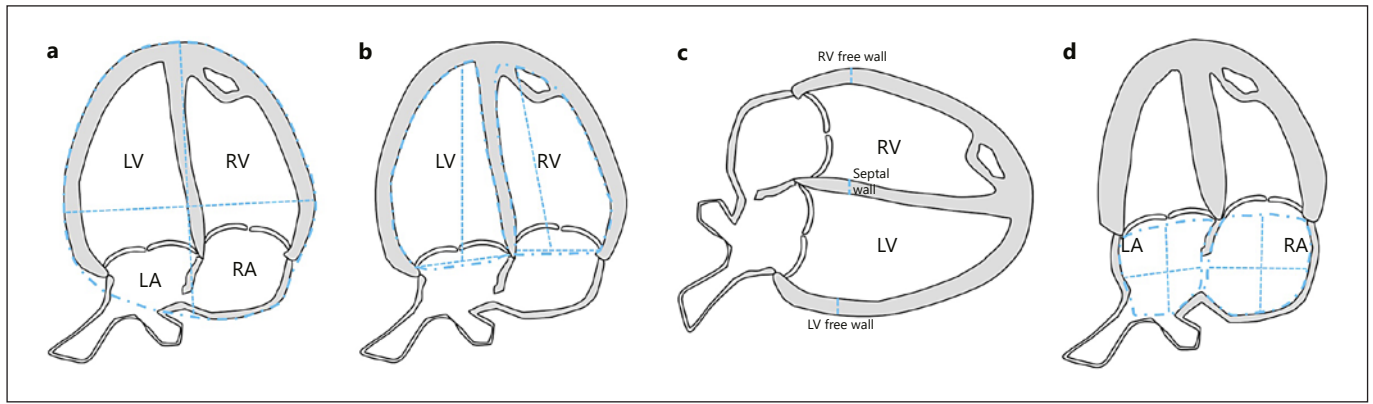 a
LV
RV
LA
RA
b
LV
RV
c
RV free wall
RV
Septal
wall
LV
LV free wall
d
LA
RA